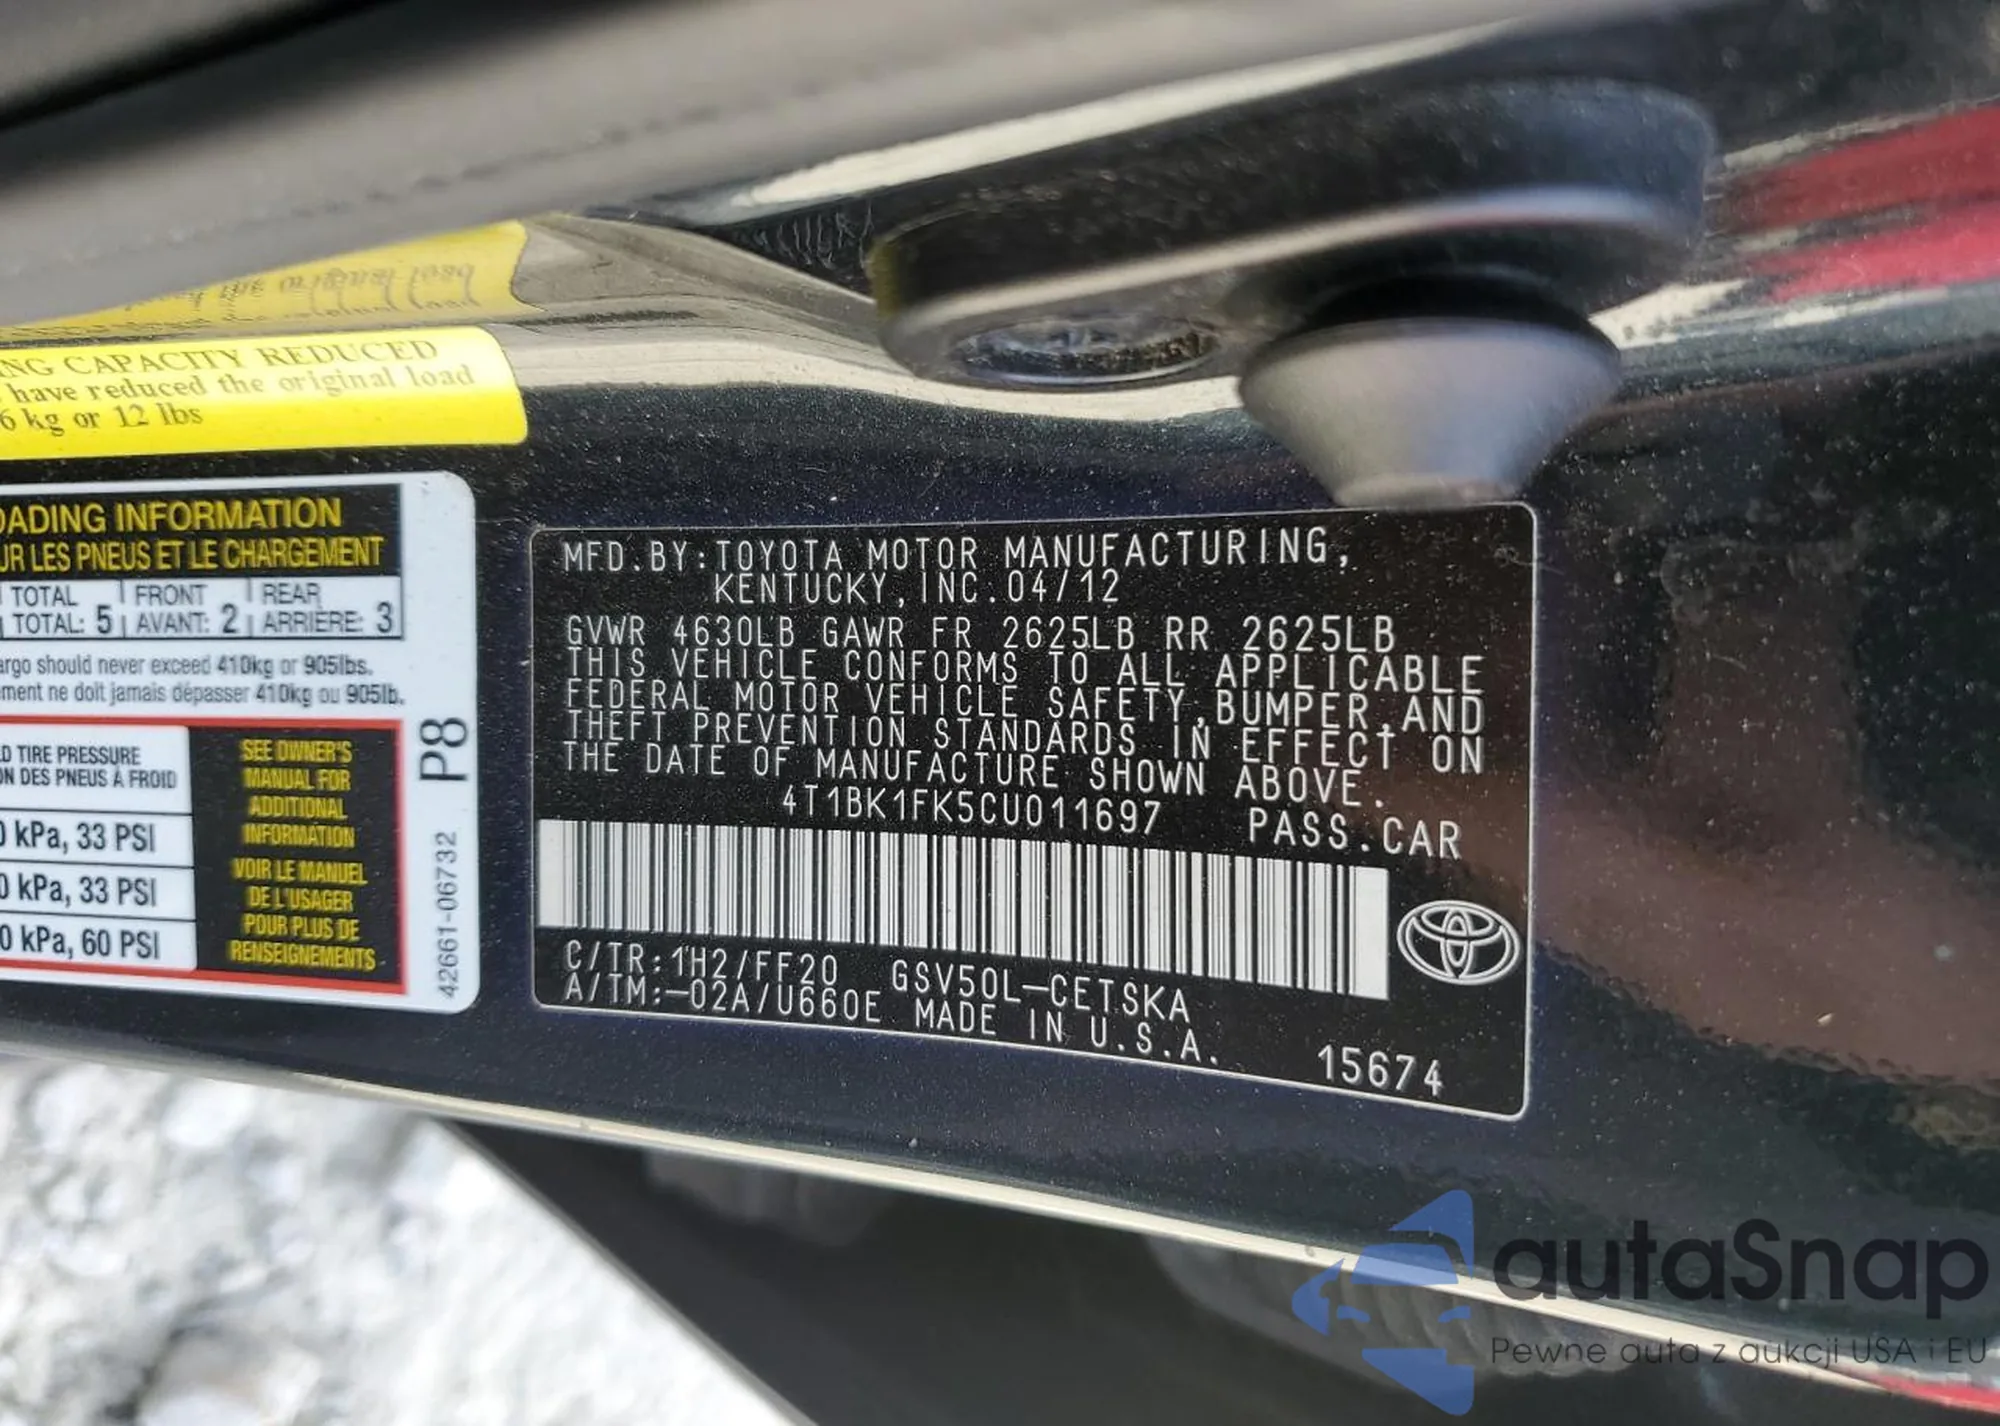 NG CAPACITY REDUCED
have reduced the original load
6 kg or 12 lbs
OADING INFORMATION
UR LES PNEUS ET LE CHARGEMENT
TOTAL FRONT REAR
TOTAL: 5 AVANT: 2 ARRIÈRE: 3
argo should never exceed 410kg or 905lbs.
ement ne doit jamais dépasser 410kg ou 905lb.
D TIRE PRESSURE
ON DES PNEUS À FROID
0 kPa, 33 PSI
0 kPa, 33 PSI
0 kPa, 60 PSI
SEE OWNER'S
MANUAL FOR
ADDITIONAL
INFORMATION
VOIR LE MANUEL
DE L'USAGER
POUR PLUS DE
RENSEIGNEMENTS
P8
42661-06732
MFD.BY:TOYOTA MOTOR MANUFACTURING,
KENTUCKY,INC.04/12
GVWR 4630LB GAWR FR 2625LB RR 2625LB
THIS VEHICLE CONFORMS TO ALL APPLICABLE
FEDERAL MOTOR VEHICLE SAFETY,BUMPER,AND
THEFT PREVENTION STANDARDS IN EFFECT ON
THE DATE OF MANUFACTURE SHOWN ABOVE.
4T1BK1FK5CU011697 PASS.CAR
C/TR:1H2/FF20 GSV50L-CETSKA
A/TM:-02A/U660E MADE IN U.S.A.
15674
autaSnap
Pewne auta z aukcji USA i EU